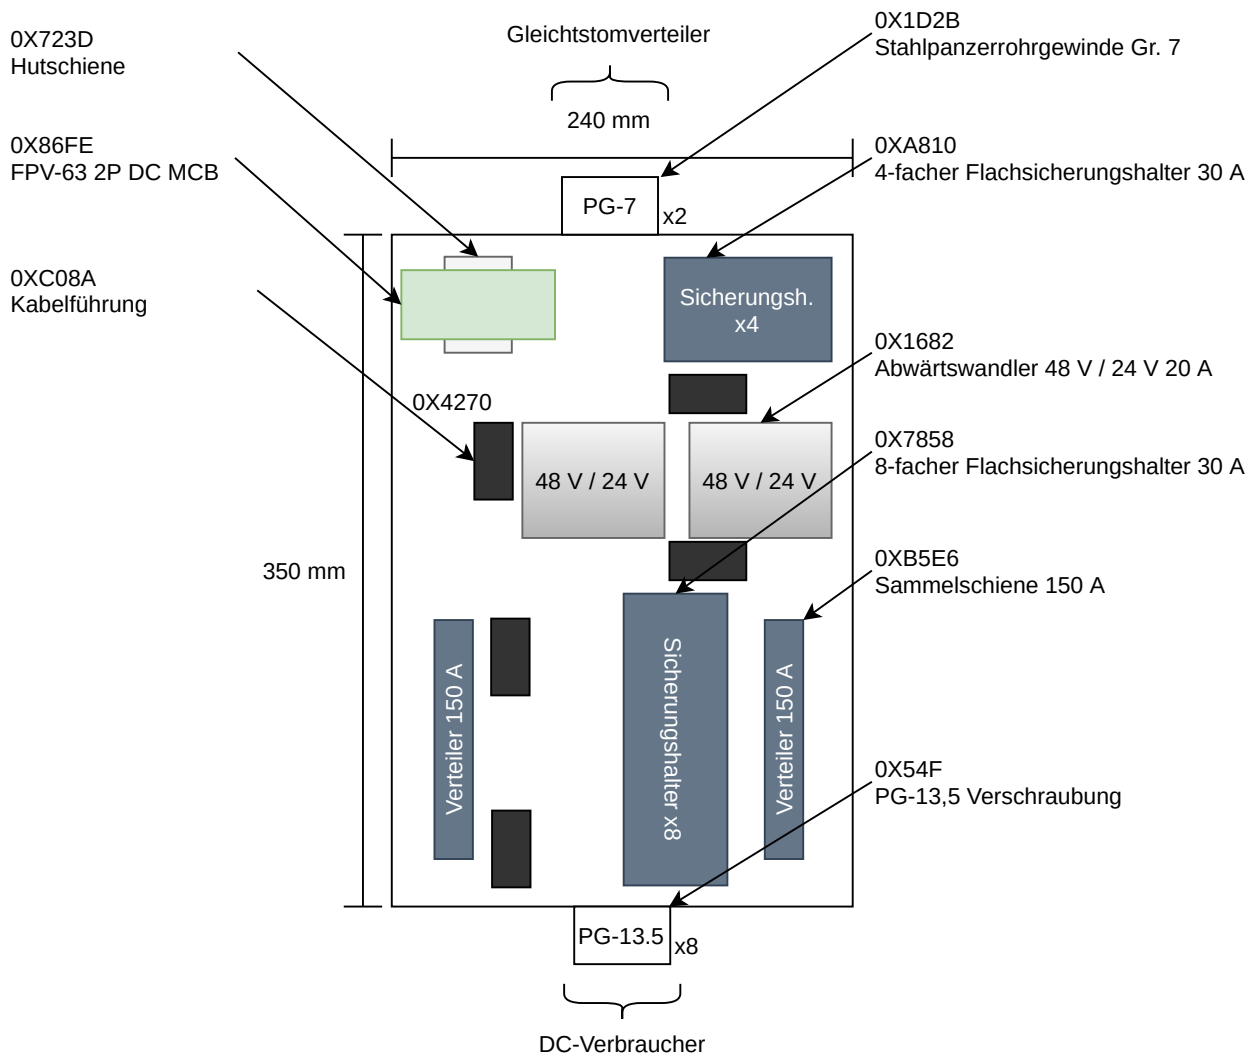 0X723D
Hutschiene
Gleichtstomverteiler
0X1D2B
Stahlpanzerrohrgewinde Gr. 7
240 mm
0X86FE
FPV-63 2P DC MCB
0XA810
4-facher Flachsicherungshalter 30 A
PG-7
x2
0XC08A
Kabelführung
Sicherungsh.
x4
0X1682
Abwärtswandler 48 V / 24 V 20 A
0X4270
0X7858
8-facher Flachsicherungshalter 30 A
48 V / 24 V
48 V / 24 V
350 mm
0XB5E6
Sammelschiene 150 A
Verteiler 150 A
Sicherungshalter x8
Verteiler 150 A
0X54F
PG-13,5 Verschraubung
PG-13.5
x8
DC-Verbraucher